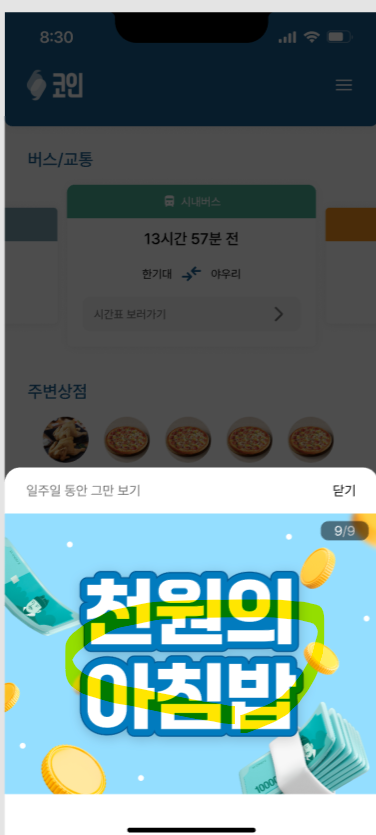 8:30
코인
버스/교통
시내버스
13시간 57분 전
한기대 야우리
시간표 보러가기
주변상점
일주일 동안 그만 보기 닫기
9/9
천원의
아침밥
10000